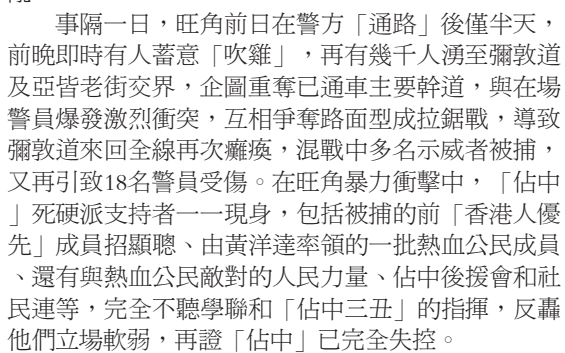 事隔一日，旺角前日在警方「通路」後僅半天，
前晚即時有人蓄意「吹雞」，再有幾千人湧至彌敦道
及亞皆老街交界，企圖重奪已通車主要幹道，與在場
警員爆發激烈衝突，互相爭奪路面型成拉鋸戰，導致
彌敦道來回全線再次癱瘓，混戰中多名示威者被捕，
又再引致18名警員受傷。在旺角暴力衝擊中，「佔中
」死硬派支持者一一現身，包括被捕的前「香港人優
先」成員招顯聰、由黃洋達率領的一批熱血公民成員
、還有與熱血公民敵對的人民力量、佔中後援會和社
民連等，完全不聽學聯和「佔中三丑」的指揮，反轟
他們立場軟弱，再證「佔中」已完全失控。